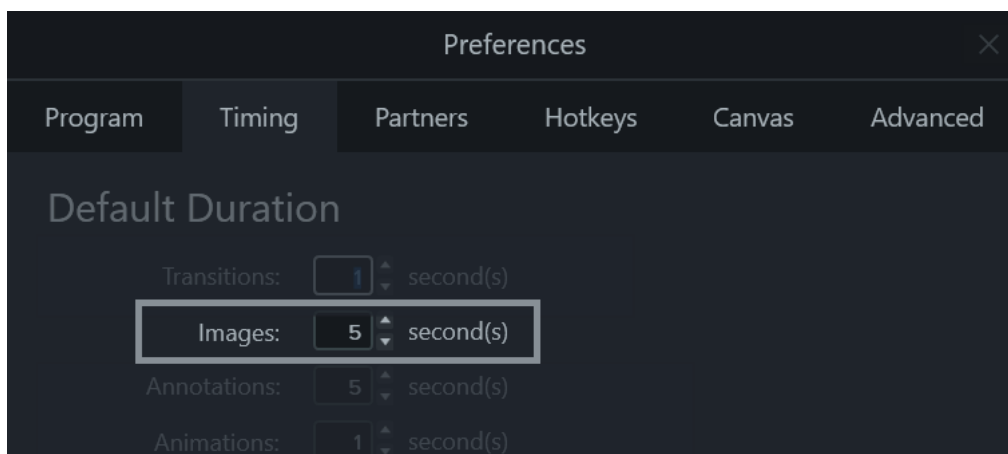 Preferences
Program Timing Partners Hotkeys Canvas Advanced
Default Duration
Transitions: 1 second(s)
Images: 5 second(s)
Annotations: 5 second(s)
Animations: 1 second(s)